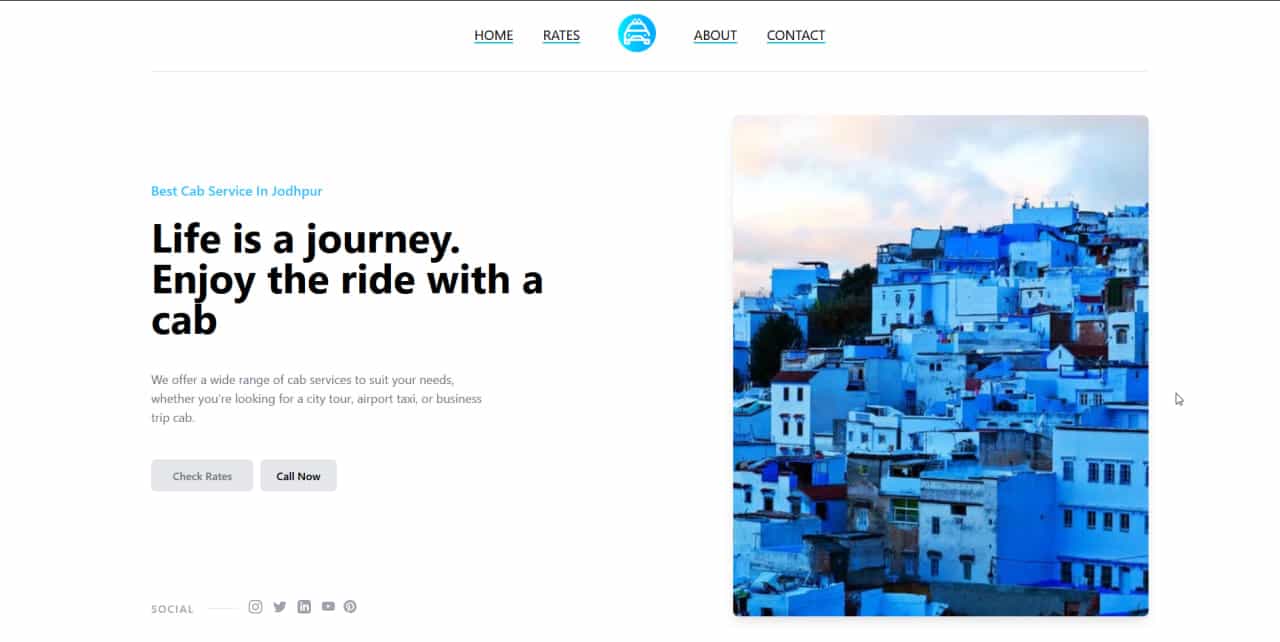 HOME RATES ABOUT CONTACT
Best Cab Service In Jodhpur
Life is a journey.
Enjoy the ride with a
cab
We offer a wide range of cab services to suit your needs,
whether you're looking for a city tour, airport taxi, or business
trip cab.
Check Rates Call Now
SOCIAL